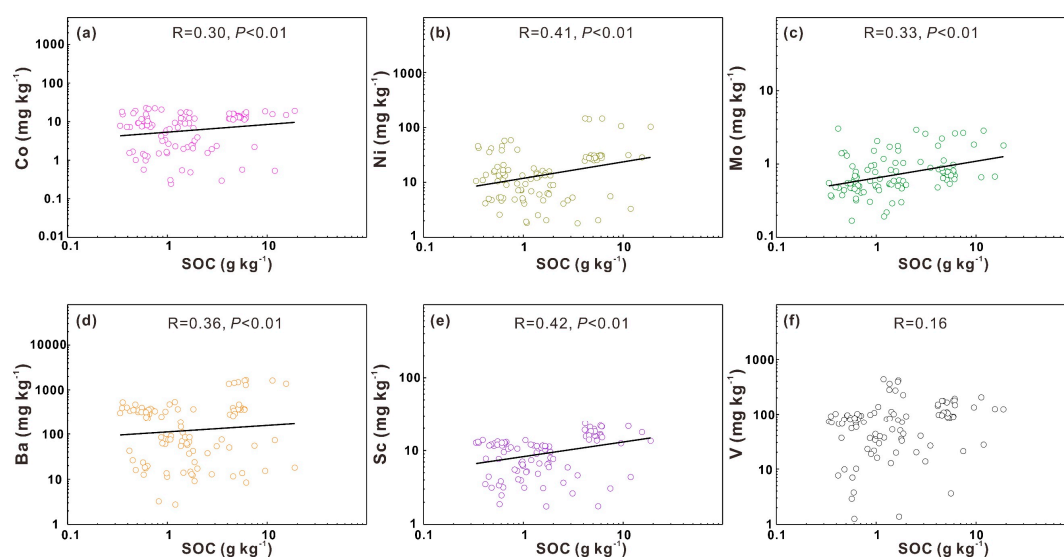 (a) R=0.30, P<0.01
Co (mg kg⁻¹)
1000
100
10
1
0.1
0.01
0.1 1 10
SOC (g kg⁻¹)
(b) R=0.41, P<0.01
Ni (mg kg⁻¹)
1000
100
10
1
0.1 1 10
SOC (g kg⁻¹)
(c) R=0.33, P<0.01
Mo (mg kg⁻¹)
10
1
0.1
0.1 1 10
SOC (g kg⁻¹)
(d) R=0.36, P<0.01
Ba (mg kg⁻¹)
10000
1000
100
10
1
0.1 1 10
SOC (g kg⁻¹)
(e) R=0.42, P<0.01
Sc (mg kg⁻¹)
100
10
1
0.1 1 10
SOC (g kg⁻¹)
(f) R=0.16
V (mg kg⁻¹)
1000
100
10
1
0.1 1 10
SOC (g kg⁻¹)